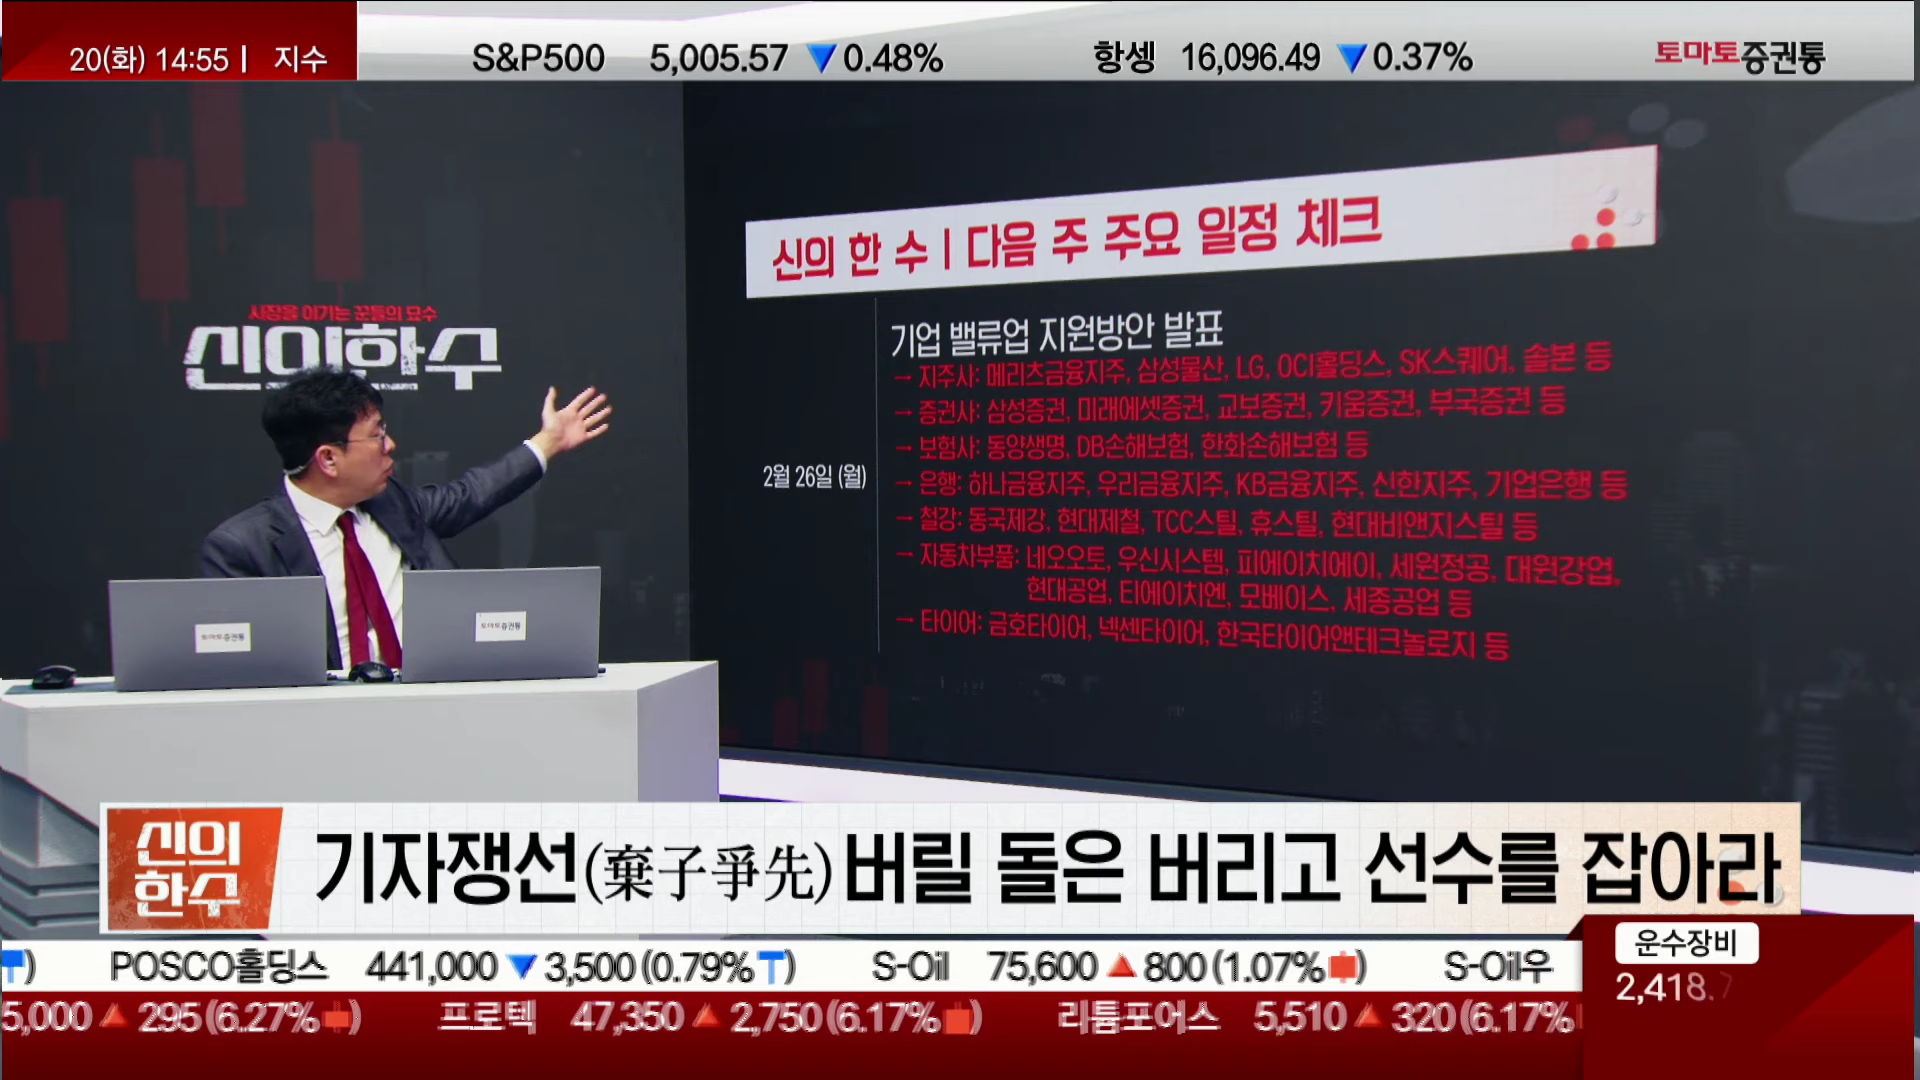 20(화) 14:55 | 지수
S&P500 5,005.57 ▼0.48%
항셍 16,096.49 ▼0.37%
토마토증권통
시장을 이기는 꾼들의 묘수
신의한수
신의 한 수 | 다음 주 주요 일정 체크
2월 26일 (월)
기업 밸류업 지원방안 발표
→ 지주사: 메리츠금융지주, 삼성물산, LG, OCI홀딩스, SK스퀘어, 솔본 등
→ 증권사: 삼성증권, 미래에셋증권, 교보증권, 키움증권, 부국증권 등
→ 보험사: 동양생명, DB손해보험, 한화손해보험 등
→ 은행: 하나금융지주, 우리금융지주, KB금융지주, 신한지주, 기업은행 등
→ 철강: 동국제강, 현대제철, TCC스틸, 휴스틸, 현대비앤지스틸 등
→ 자동차부품: 네오오토, 우신시스템, 피에이치에이, 세원정공, 대원강업,
현대공업, 티에이치엔, 모베이스, 세종공업 등
→ 타이어: 금호타이어, 넥센타이어, 한국타이어앤테크놀로지 등
토마토증권통
토마토증권통
신의
한수
기자쟁선(棄子爭先) 버릴 돌은 버리고 선수를 잡아라
) POSCO홀딩스 441,000 ▼3,500(0.79%) S-Oil 75,600 ▲800(1.07%) S-Oil우
5,000 ▲295(6.27%) 프로텍 47,350 ▲2,750(6.17%) 리튬포어스 5,510 ▲320(6.17%
운수장비
2,418.7